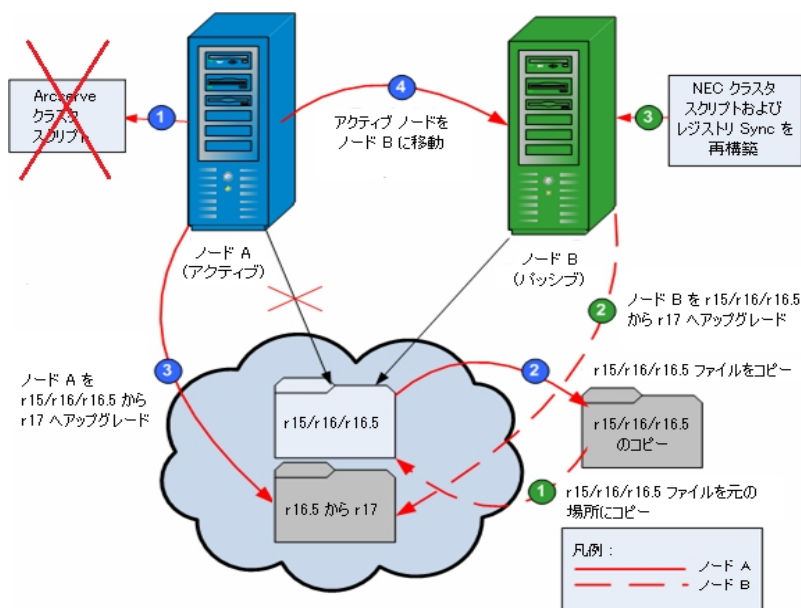 Arcserve
クラスタ
スクリプト
1
4
アクティブ ノードを
ノード B に移動
3
NEC クラスタ
スクリプトおよび
レジストリ Sync を
再構築
ノード A
(アクティブ)
ノード B
(パッシブ)
2
ノード B を r15/r16/r16.5
から r17 へアップグレード
3
ノード A を
r15/r16/r16.5 から
r17 へアップグレード
2
r15/r16/r16.5 ファイルをコピー
r15/r16/r16.5
r15/r16/r16.5
のコピー
r16.5 から r17
1
r15/r16/r16.5 ファイルを元の
場所にコピー
凡例 :
ノード A
ノード B